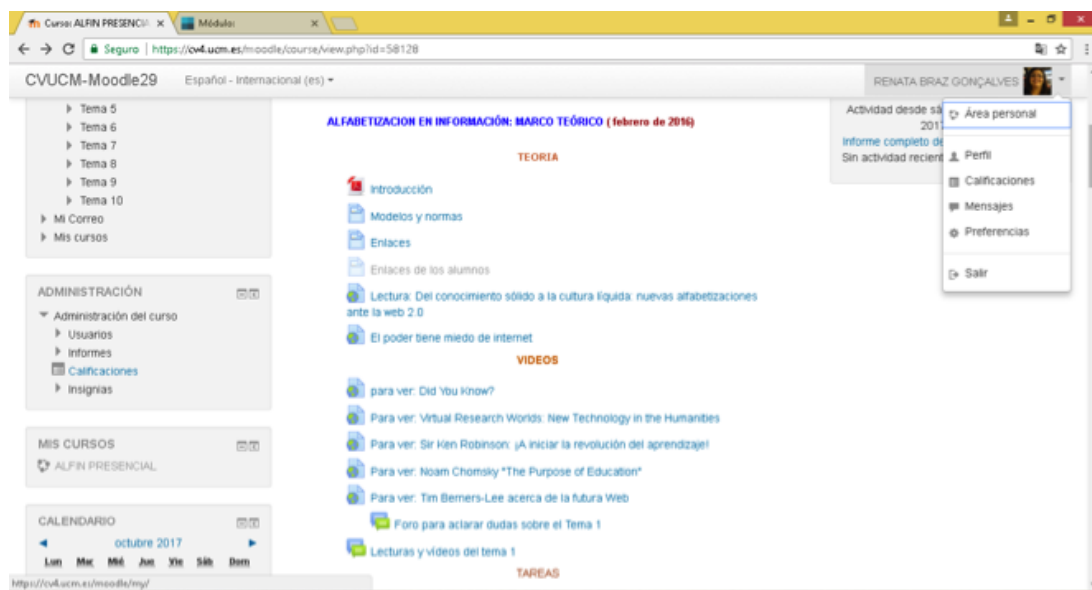 Curso: ALFIN PRESENCIA
Módulo:
Seguro | https://cv4.ucm.es/moodle/course/view.php?id=58128
CVUCM-Moodle29
Español - Internacional (es)
RENATA BRAZ GONÇALVES
Tema 5
Tema 6
Tema 7
Tema 8
Tema 9
Tema 10
Mi Correo
Mis cursos
ADMINISTRACIÓN
Administración del curso
Usuarios
Informes
Calificaciones
Insignias
MIS CURSOS
ALFIN PRESENCIAL
CALENDARIO
octubre 2017
Lun Mar Mié Jue Vie Sáb Dom
https://cv4.ucm.es/moodle/my/
ALFABETIZACION EN INFORMACIÓN: MARCO TEÓRICO ( febrero de 2016)
TEORIA
Introducción
Modelos y normas
Enlaces
Enlaces de los alumnos
Lectura: Del conocimiento sólido a la cultura líquida: nuevas alfabetizaciones
ante la web 2.0
El poder tiene miedo de internet
VIDEOS
para ver: Did You Know?
Para ver: Virtual Research Worlds: New Technology in the Humanities
Para ver: Sir Ken Robinson: ¡A iniciar la revolución del aprendizaje!
Para ver: Noam Chomsky "The Purpose of Education"
Para ver: Tim Berners-Lee acerca de la futura Web
Foro para aclarar dudas sobre el Tema 1
Lecturas y vídeos del tema 1
TAREAS
Actividad desde sá
2017
Informe completo de
Sin actividad recient
Área personal
Perfil
Calificaciones
Mensajes
Preferencias
Salir